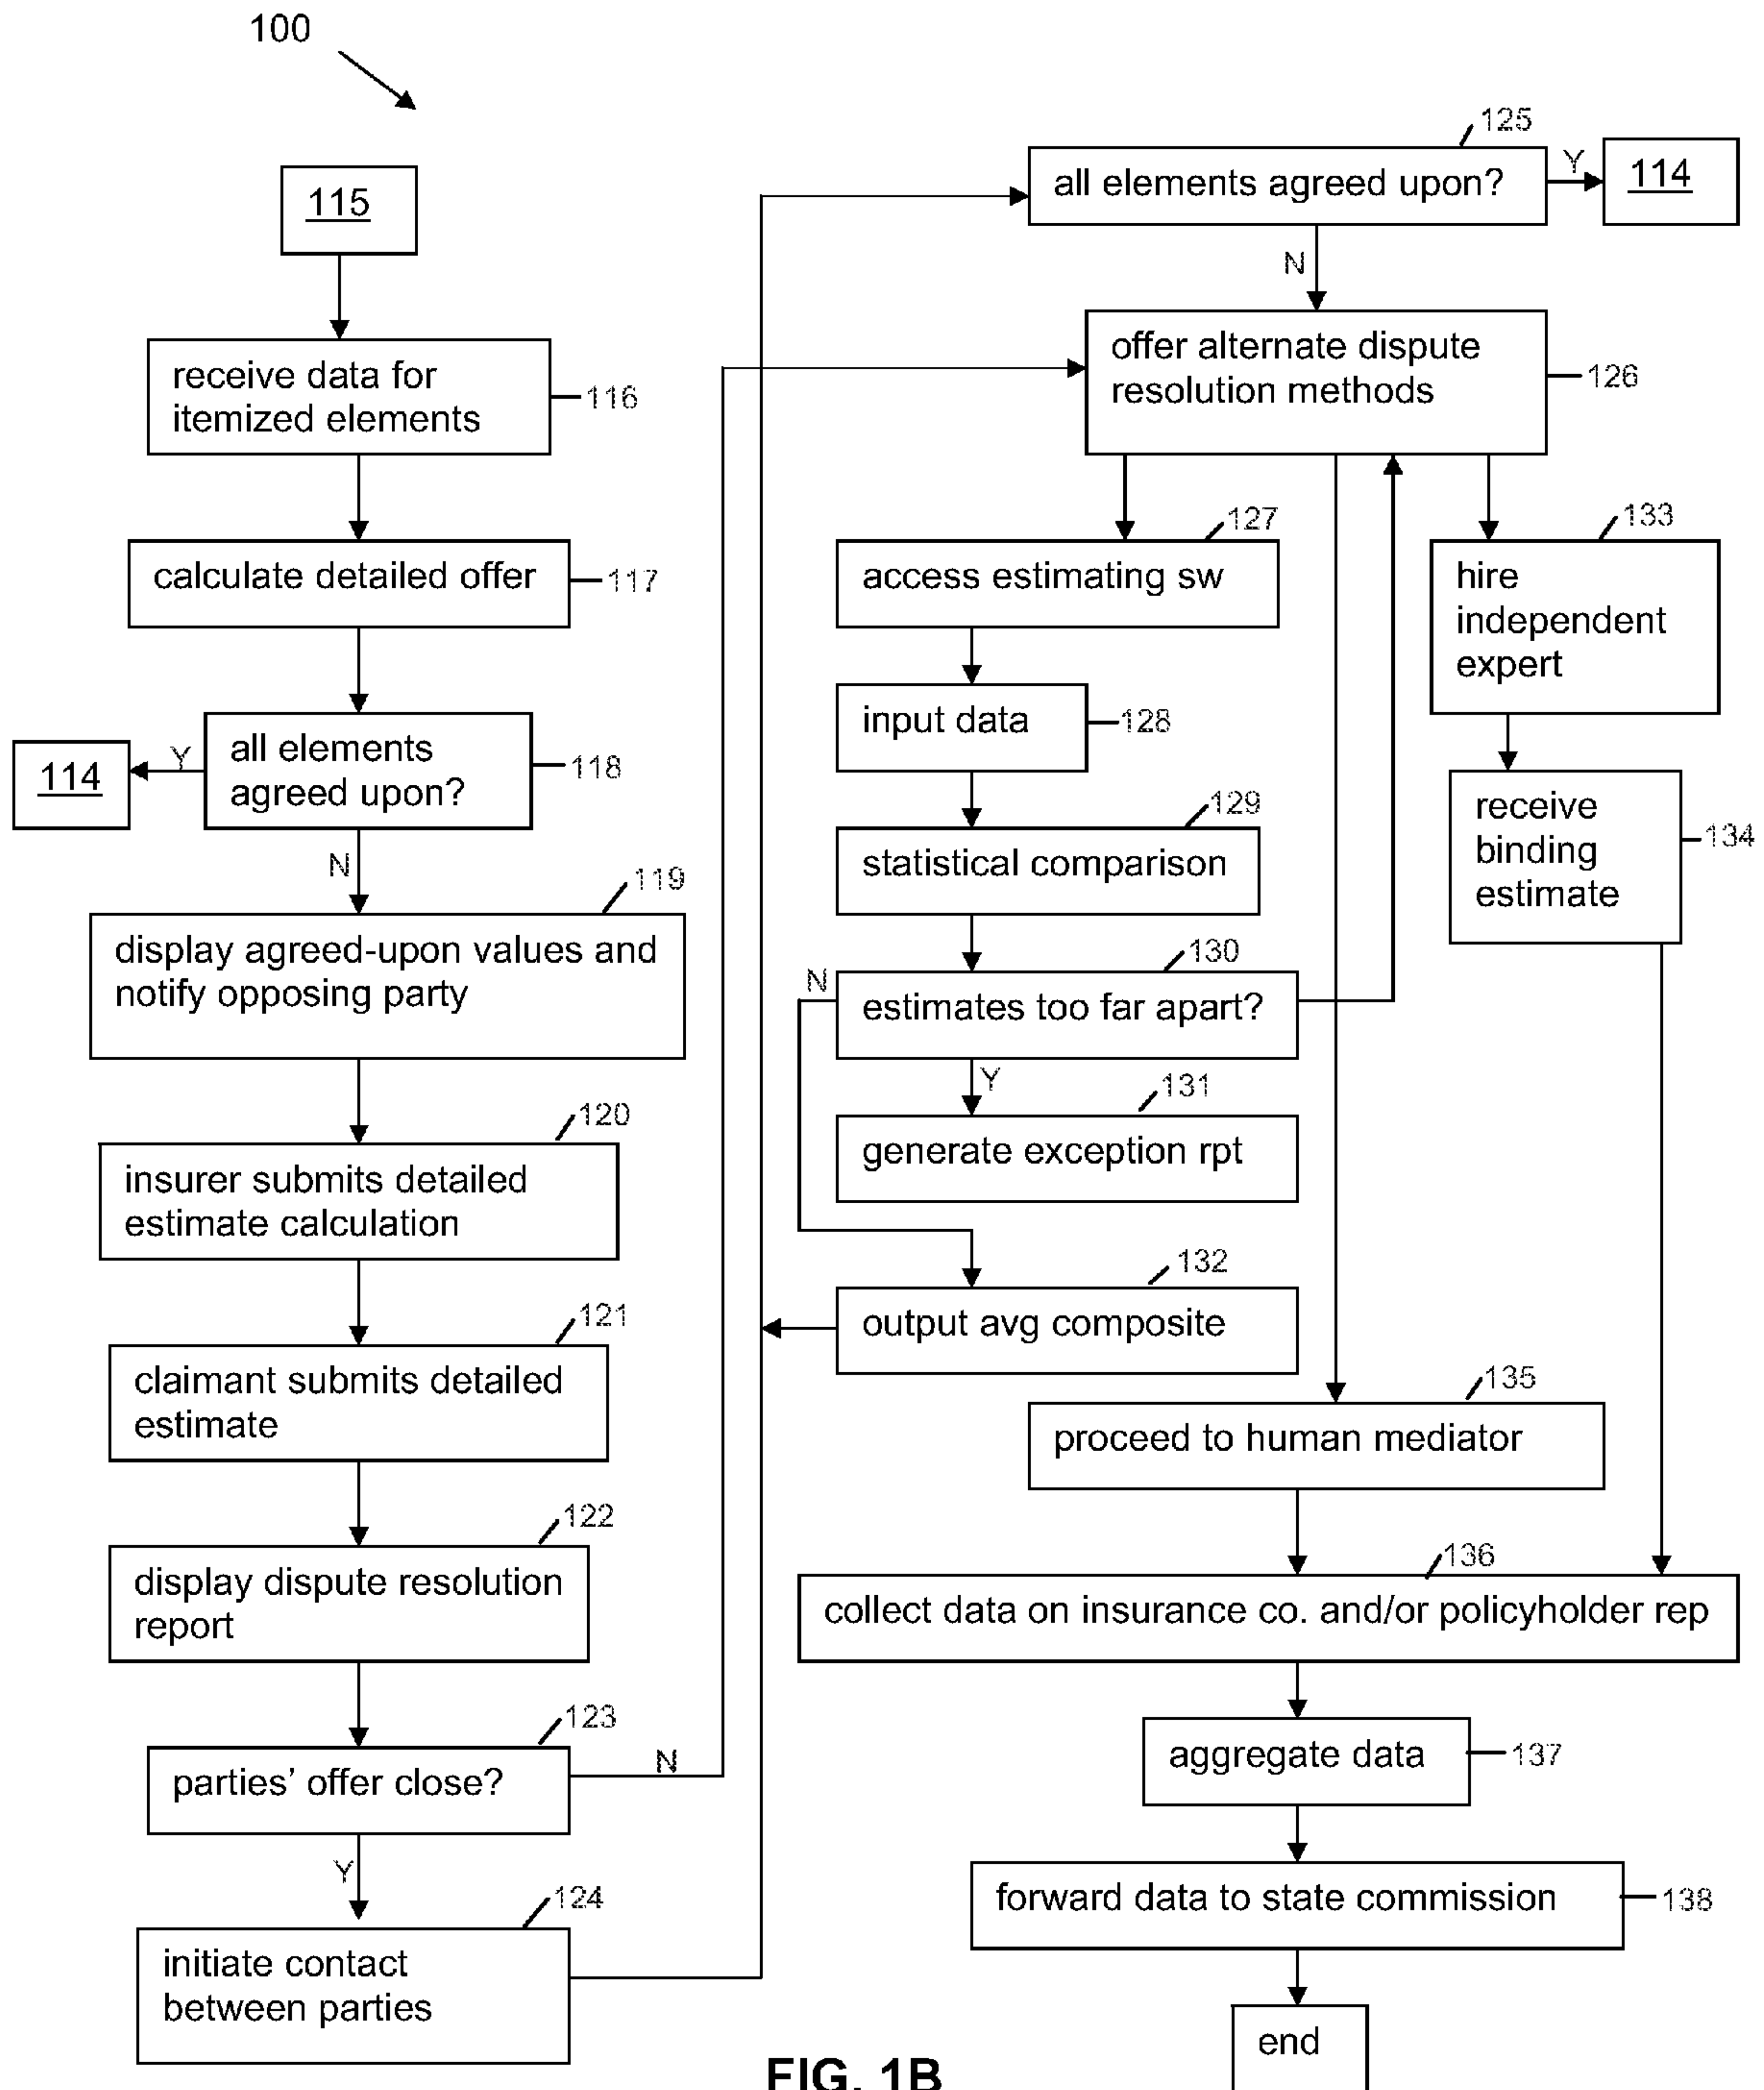 100
115
receive data for
itemized elements
116
calculate detailed offer
117
all elements
agreed upon?
118
Y
114
N
119
display agreed-upon values and
notify opposing party
120
insurer submits detailed
estimate calculation
121
claimant submits detailed
estimate
122
display dispute resolution
report
123
parties' offer close?
N
Y
124
initiate contact
between parties
125
all elements agreed upon?
Y
114
N
offer alternate dispute
resolution methods
126
127
access estimating sw
input data
128
129
statistical comparison
130
N
estimates too far apart?
Y
131
generate exception rpt
132
output avg composite
133
hire
independent
expert
receive
binding
estimate
134
135
proceed to human mediator
136
collect data on insurance co. and/or policyholder rep
aggregate data
137
forward data to state commission
138
end
FIG. 1B